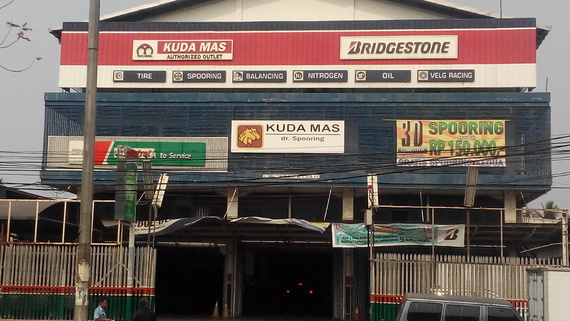 KUDA MAS
AUTHORIZED OUTLET
BRIDGESTONE
TIRE
SPOORING
BALANCING
NITROGEN
OIL
VELG RACING
KUDA MAS
dr. Spooring
to Service
3D SPOORING
RP 150.000